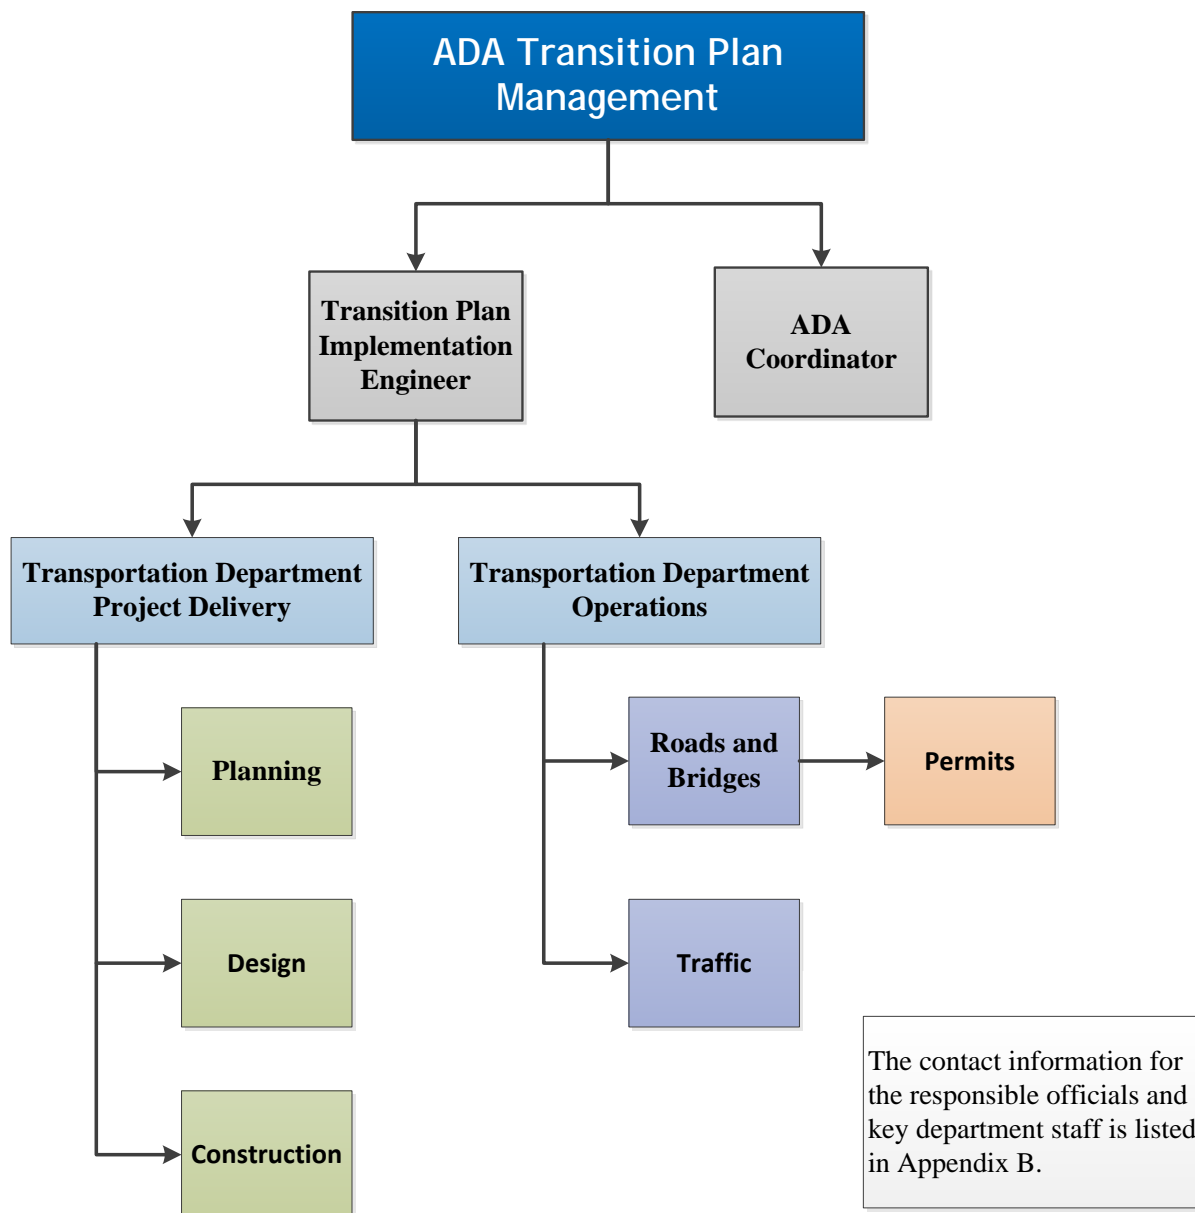 ADA Transition Plan
Management
Transition Plan
Implementation
Engineer
ADA
Coordinator
Transportation Department
Project Delivery
Transportation Department
Operations
Planning
Roads and
Bridges
Permits
Design
Traffic
Construction
The contact information for
the responsible officials and
key department staff is listed
in Appendix B.